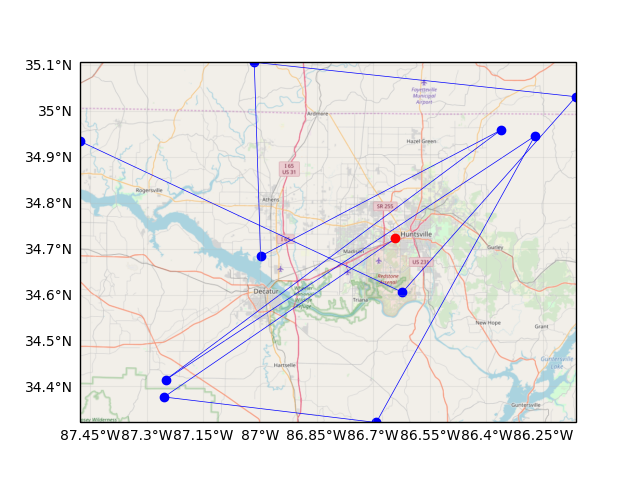 35.1°N
35°N
34.9°N
34.8°N
34.7°N
34.6°N
34.5°N
34.4°N
Fayetteville
Municipal
Airport
Ardmore
Hazel Green
I 65
US 31
Rogersville
Athens
SR 255
Huntsville
Madison
Gurley
US 231
Redstone
Decatur
Triana
New Hope
Grant
Hartselle
Guntersville
Lake
Guntersville
87.45°W 87.3°W 87.15°W 87°W 86.85°W 86.7°W 86.55°W 86.4°W 86.25°W